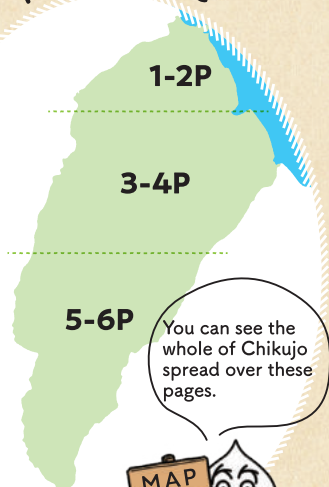 1-2P
3-4P
5-6P
You can see the
whole of Chikujo
spread over these
pages.
MAP